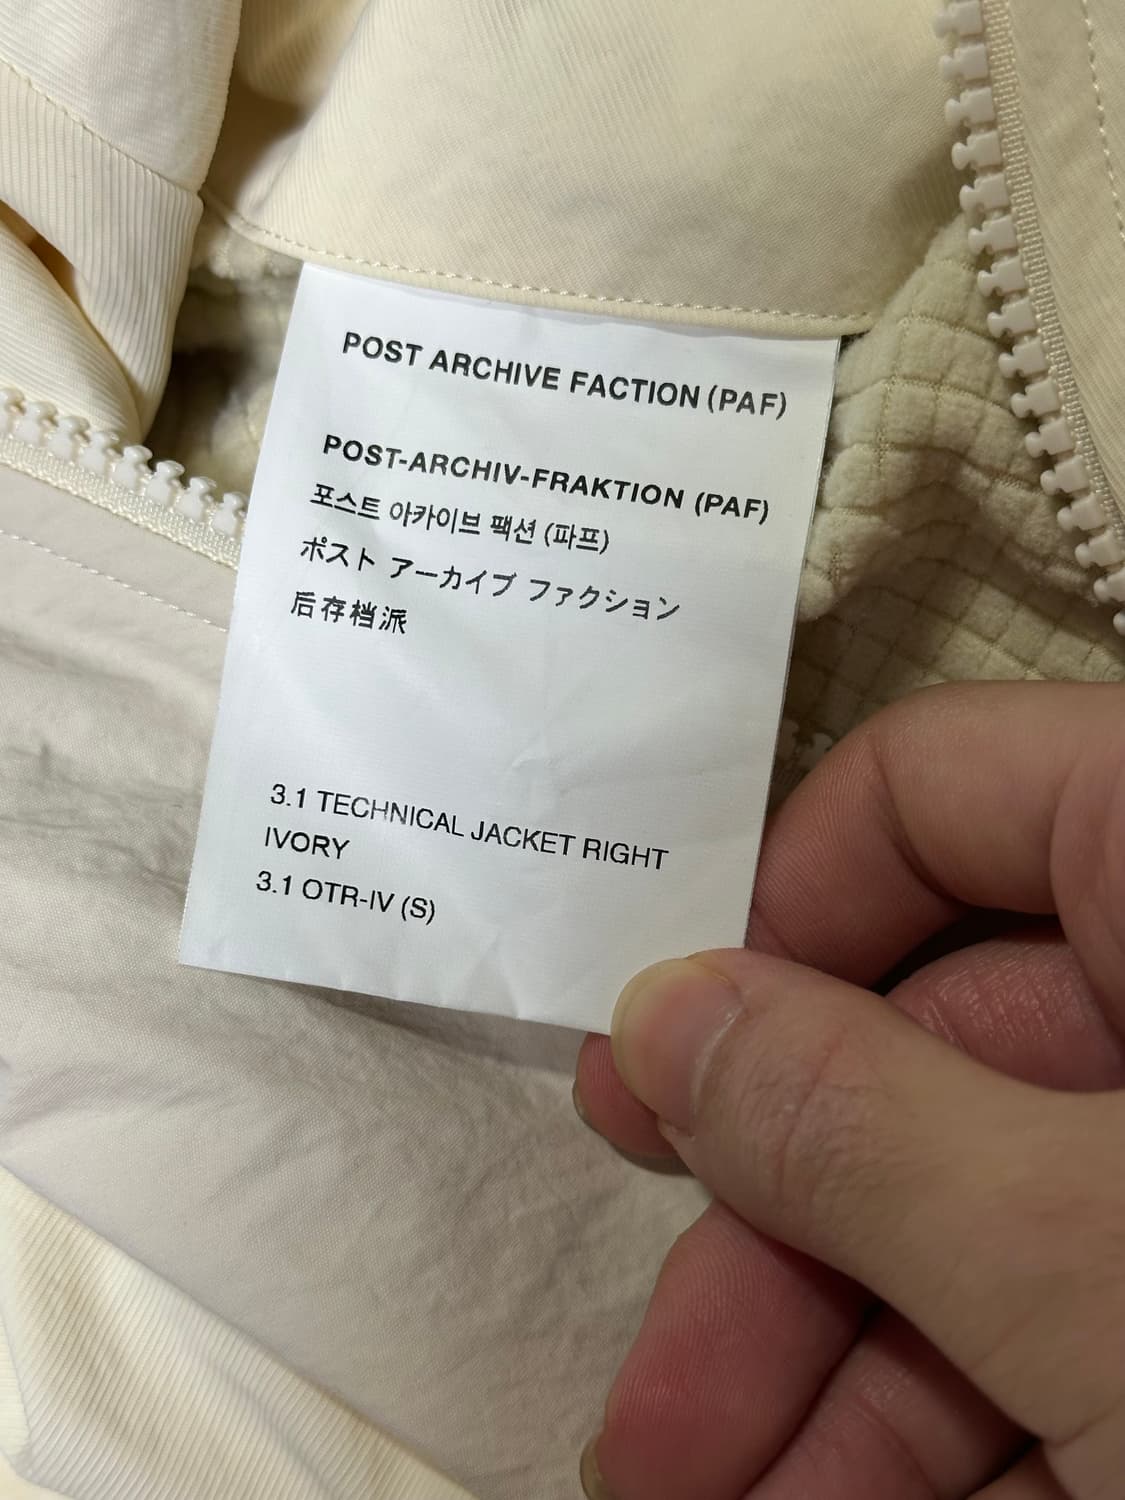 POST ARCHIVE FACTION (PAF)
POST-ARCHIV-FRAKTION (PAF)
포스트 아카이브 팩션 (파프)
ポスト アーカイブ ファクション
后存档派
3.1 TECHNICAL JACKET RIGHT
IVORY
3.1 OTR-IV (S)